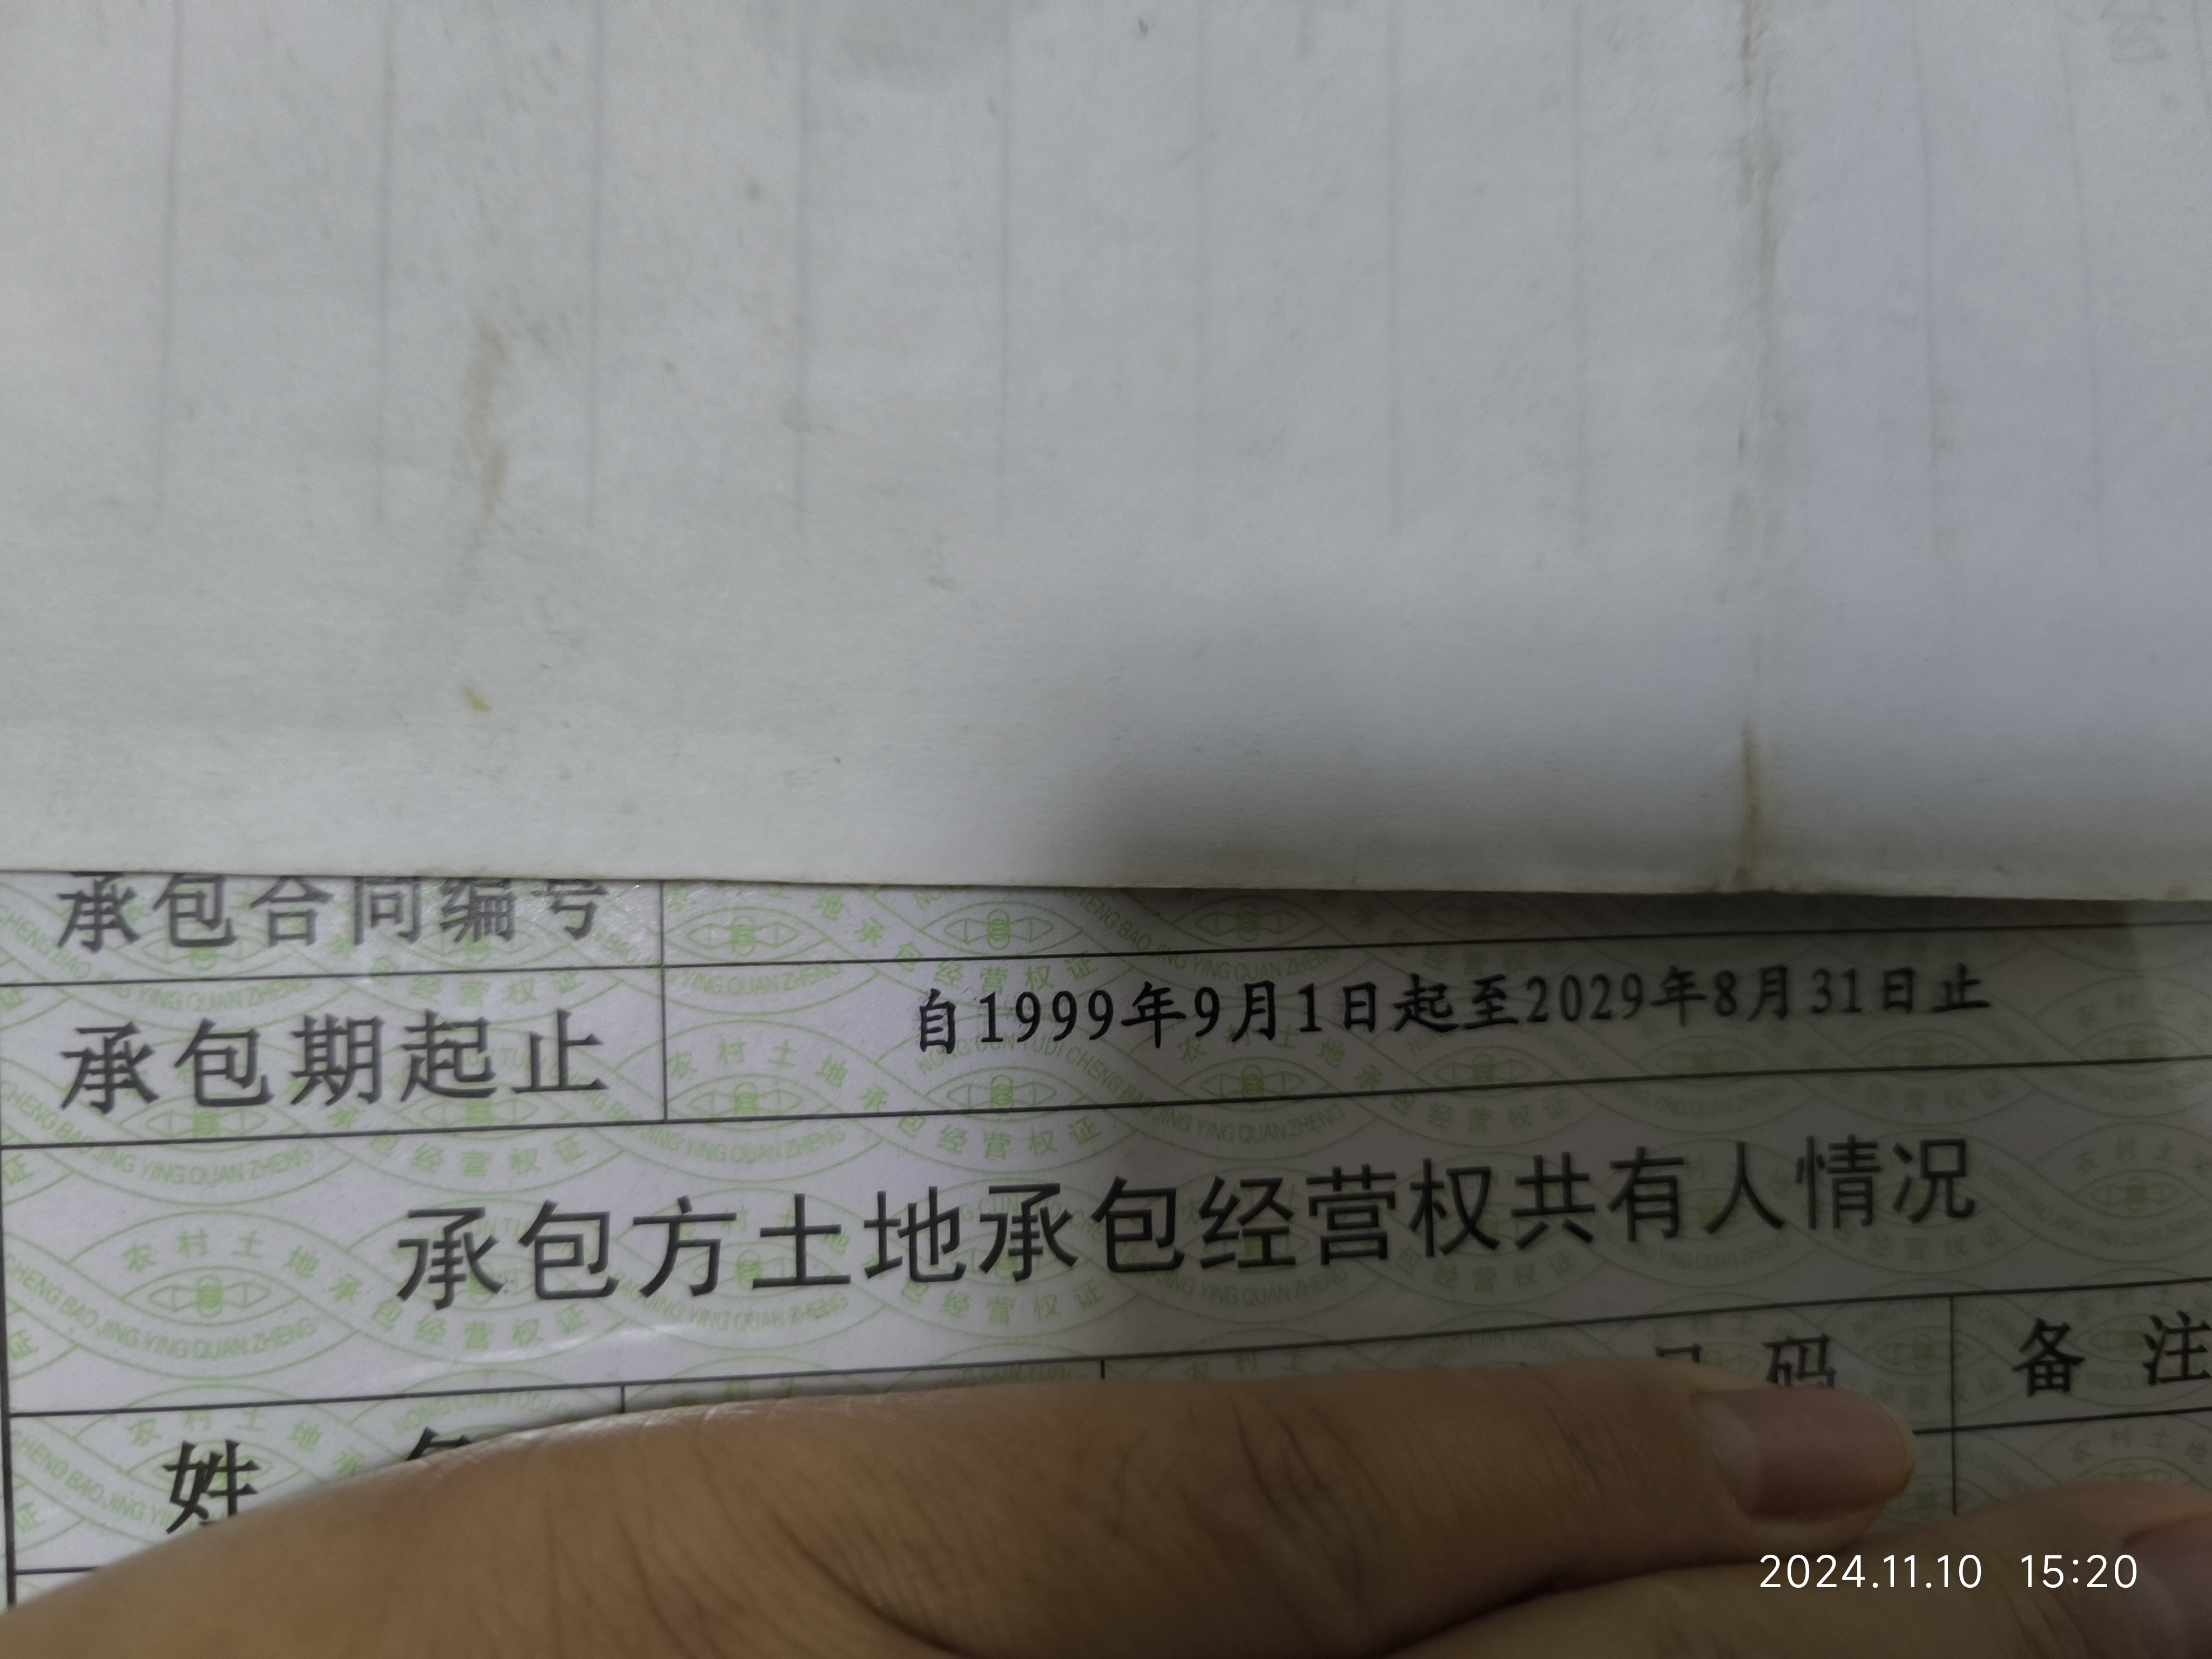 承包合同编号
承包期起止 自1999年9月1日起至2029年8月31日止
承包方土地承包经营权共有人情况
姓 码 备注
2024.11.10 15:20